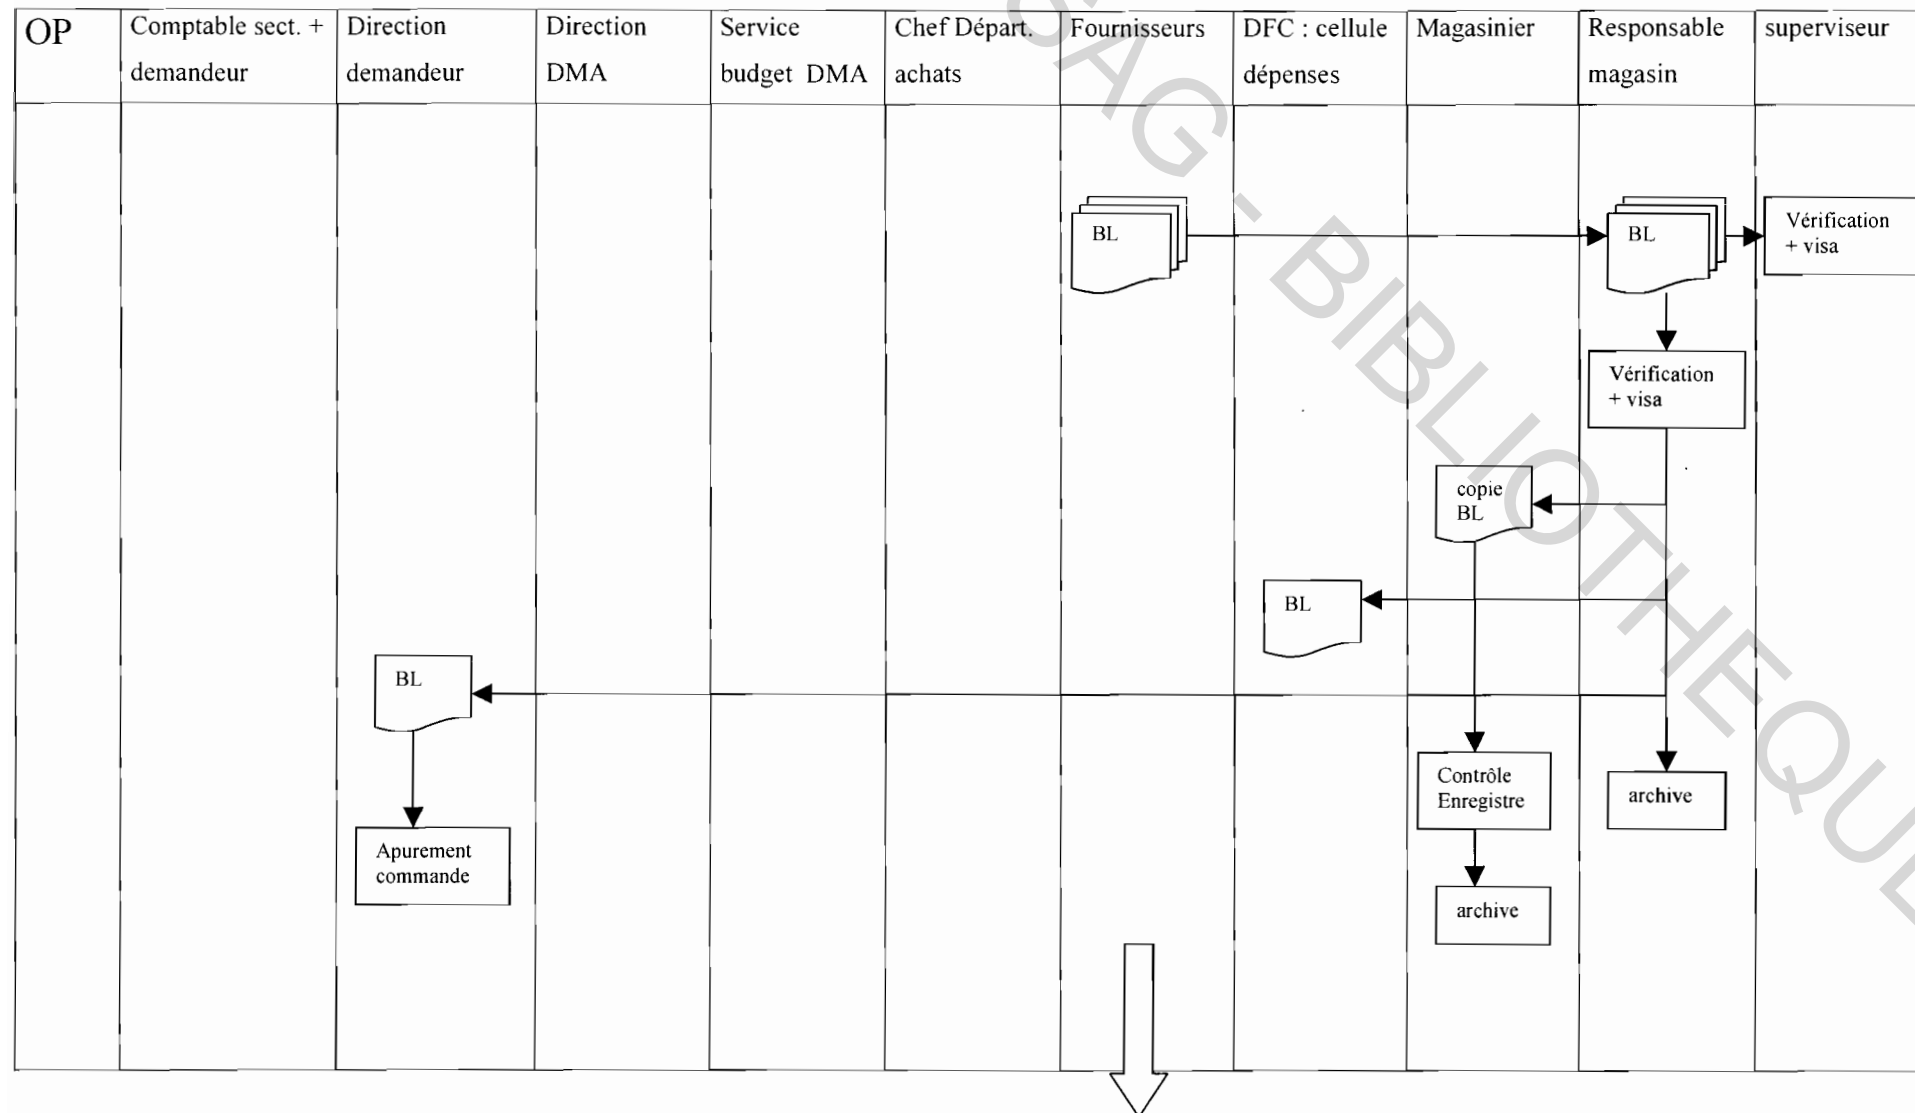 OP
Comptable sect. +
demandeur
Direction
demandeur
Direction
DMA
Service
budget DMA
Chef Départ.
achats
Fournisseurs
DFC : cellule
dépenses
Magasinier
Responsable
magasin
superviseur
BL
BL
Vérification
+ visa
Vérification
+ visa
copie
BL
BL
BL
Contrôle
Enregistre
archive
Apurement
commande
archive
SAG - BIBLIOTHEQUE